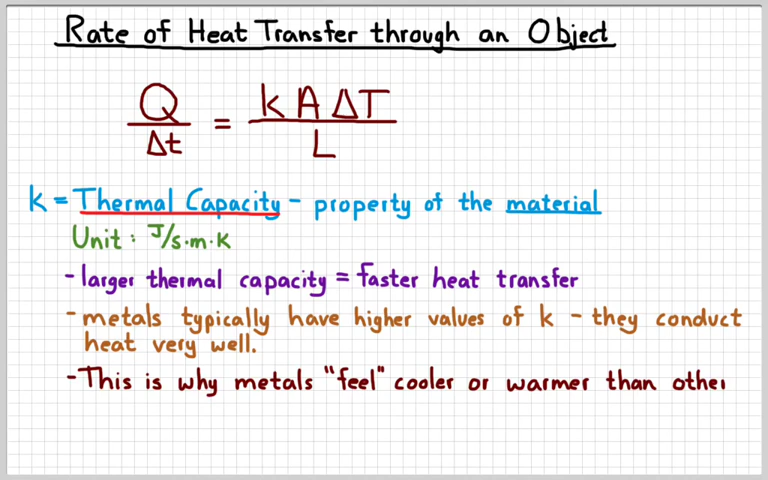 Rate of Heat Transfer through an Object
Q/Δt = k A ΔT/L
k = Thermal Capacity - property of the material
Unit: J/s·m·K
- larger thermal capacity = faster heat transfer
- metals typically have higher values of k - they conduct
heat very well.
- This is why metals "feel" cooler or warmer than other